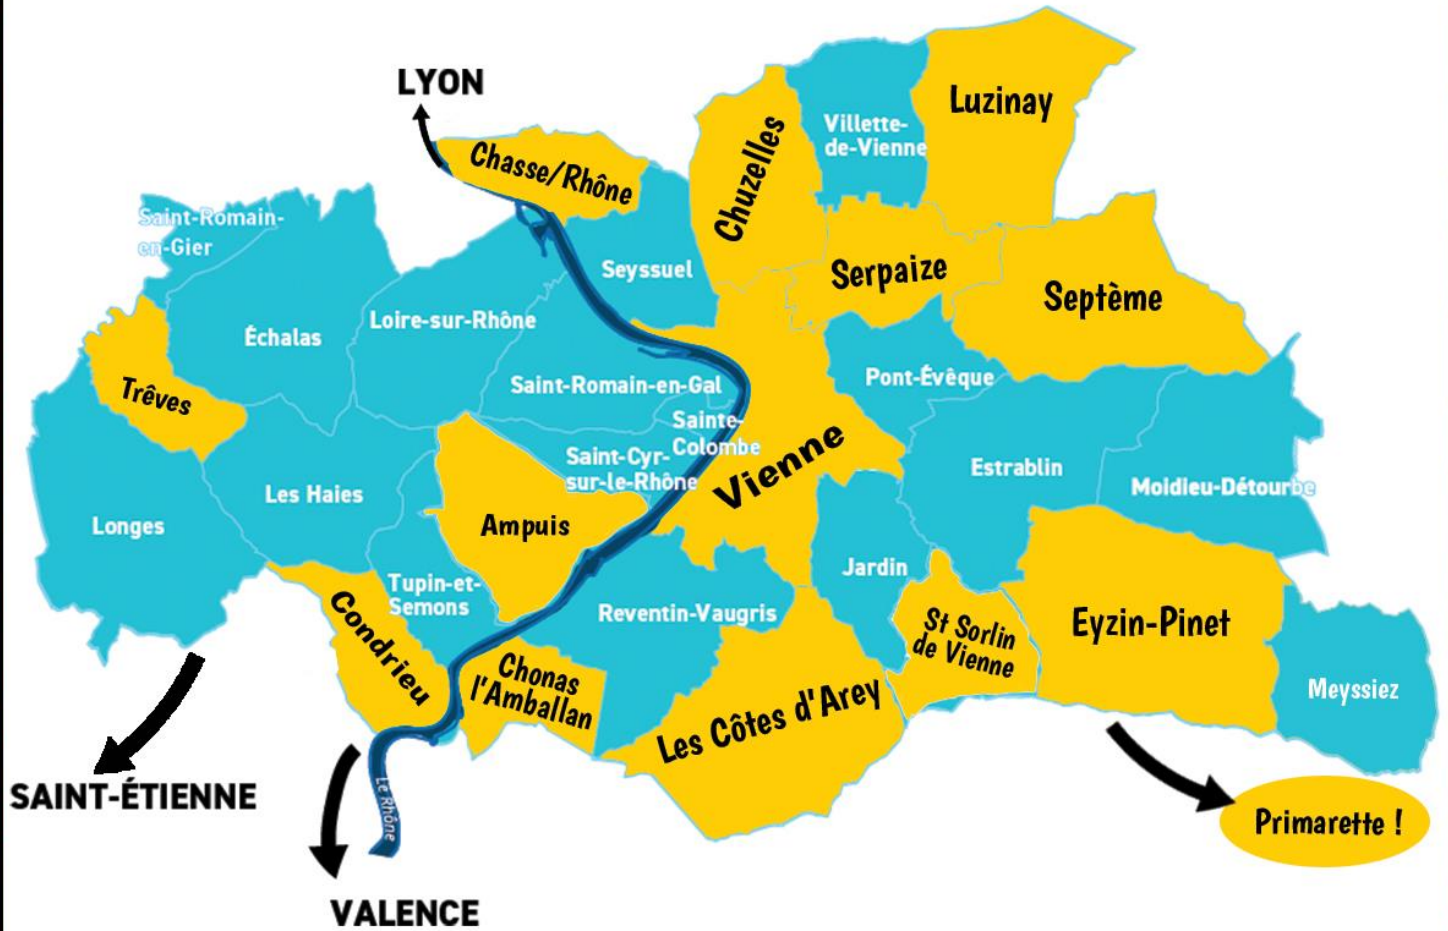 LYON
Luzinay
Villette-
de-Vienne
Chuzelles
Chasse/Rhône
Saint-Romain-
en-Gier
Seyssuel
Serpaize
Septème
Échalas
Loire-sur-Rhône
Trêves
Saint-Romain-en-Gal
Pont-Évêque
Sainte-
Colombe
Saint-Cyr-
sur-le-Rhône
Vienne
Estrablin
Moidieu-Détourbe
Les Haies
Longes
Ampuis
Jardin
Tupin-et-
Semons
Reventin-Vaugris
Condrieu
St Sorlin
de Vienne
Eyzin-Pinet
Chonas
l'Amballan
Les Côtes d'Arey
Meyssiez
SAINT-ÉTIENNE
Le Rhône
Primarette !
VALENCE